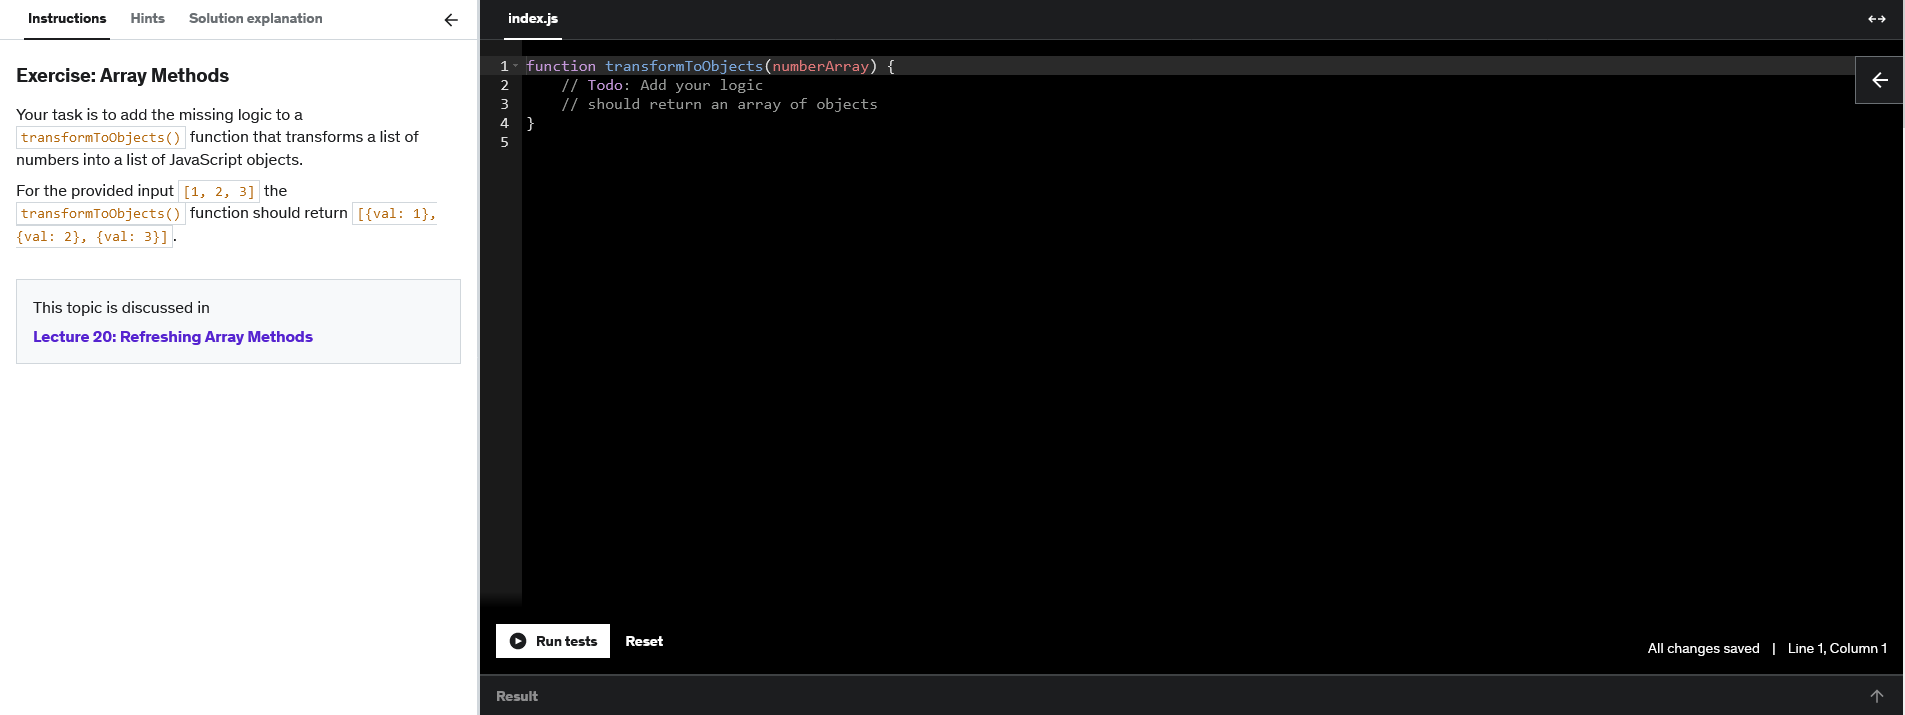 Instructions Hints Solution explanation
Exercise: Array Methods
Your task is to add the missing logic to a
transformToObjects() function that transforms a list of
numbers into a list of JavaScript objects.
For the provided input [1, 2, 3] the
transformToObjects() function should return [{val: 1},
{val: 2}, {val: 3}].
This topic is discussed in
Lecture 20: Refreshing Array Methods
index.js
1 function transformToObjects(numberArray) {
2 // Todo: Add your logic
3 // should return an array of objects
4 }
5
Run tests Reset
All changes saved | Line 1, Column 1
Result